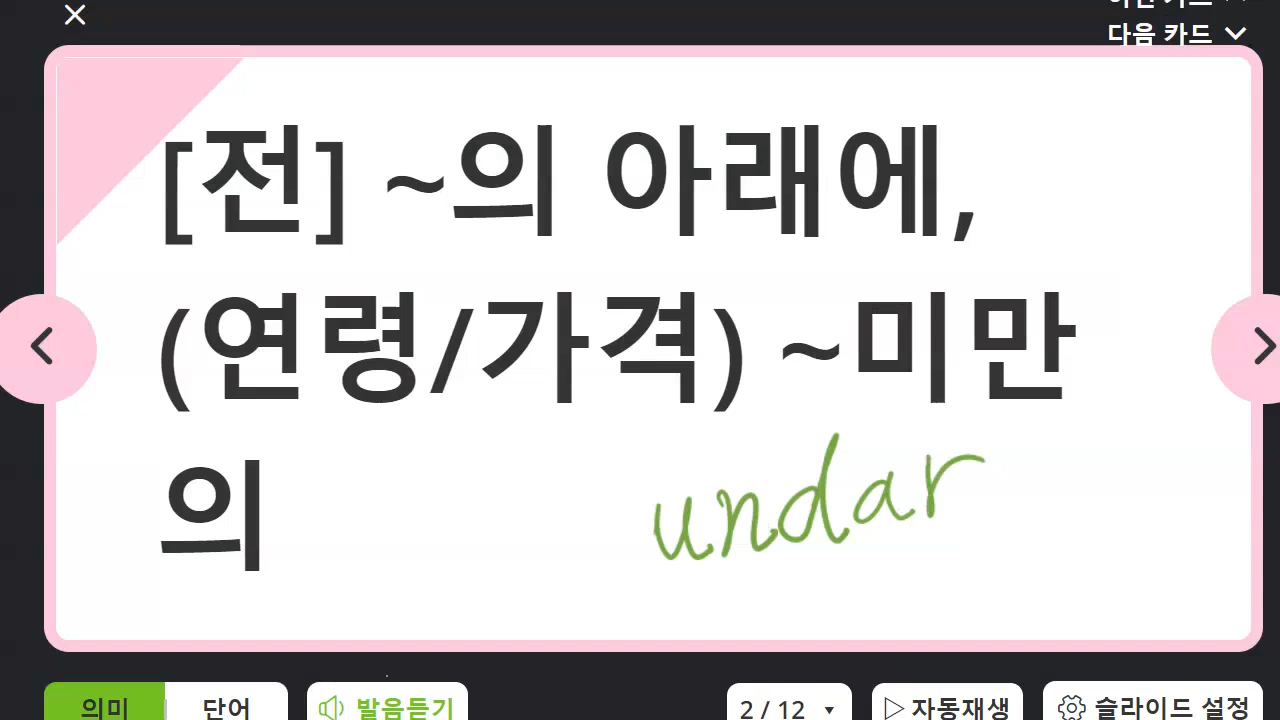 다음 카드
[전] ~의 아래에,
(연령/가격) ~미만
의
undar
의미
단어
발음듣기
2 / 12
자동재생
슬라이드 설정